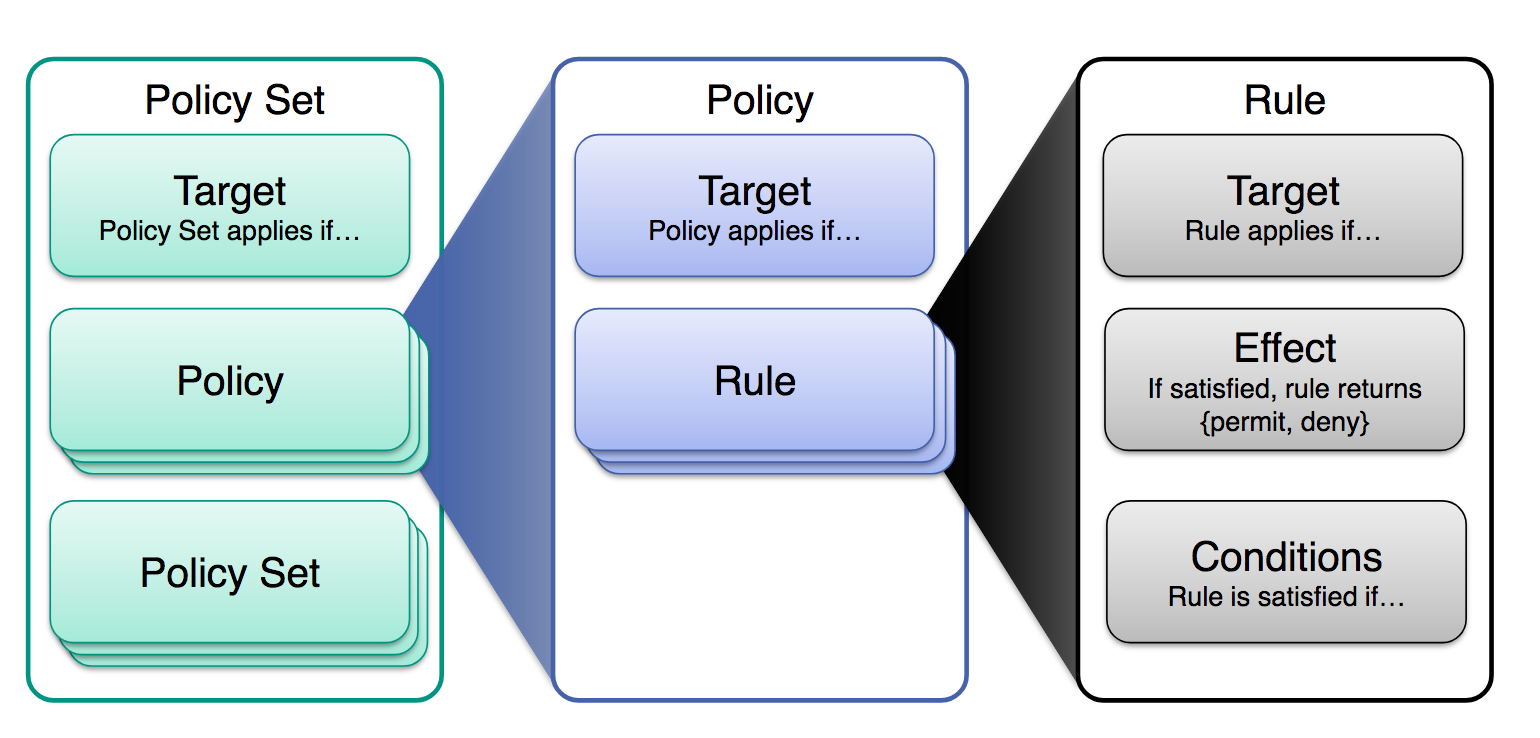 Policy Set
Target
Policy Set applies if…
Policy
Policy Set
Policy
Target
Policy applies if…
Rule
Rule
Target
Rule applies if…
Effect
If satisfied, rule returns
{permit, deny}
Conditions
Rule is satisfied if…